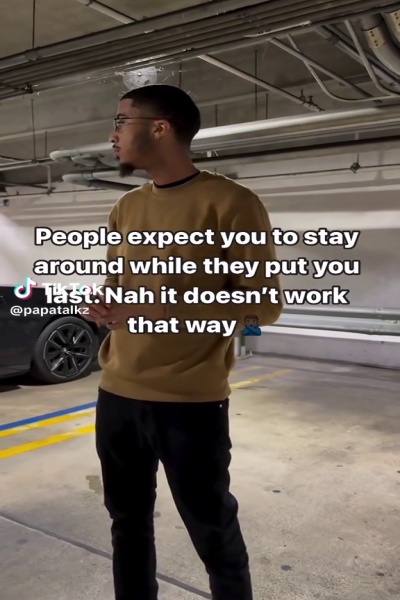 People expect you to stay
around while they put you
last. Nah it doesn't work
that way 🙅🏽‍♂️
TikTok
@papatalkz